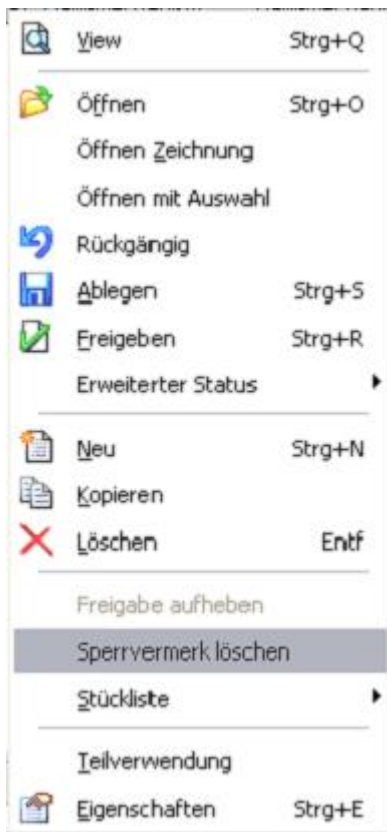 View Strg+Q
Öffnen Strg+O
Öffnen Zeichnung
Öffnen mit Auswahl
Rückgängig
Ablegen Strg+S
Freigeben Strg+R
Erweiterter Status
Neu Strg+N
Kopieren
Löschen Entf
Freigabe aufheben
Sperrvermerk löschen
Stückliste
Teilverwendung
Eigenschaften Strg+E